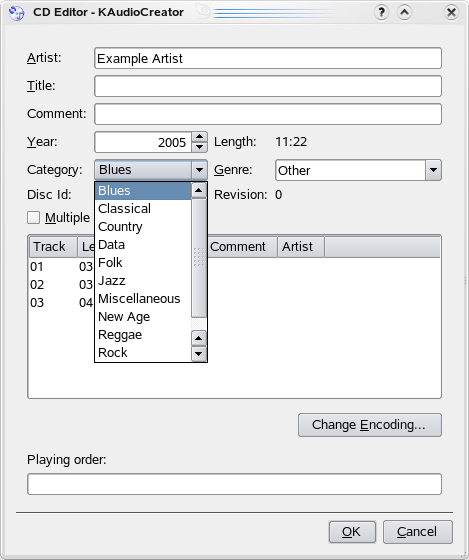 CD Editor - KAudioCreator
Artist: Example Artist
Title:
Comment:
Year: 2005 Length: 11:22
Category: Blues Genre: Other
Disc Id: Revision: 0
Multiple
Blues
Classical
Country
Data
Folk
Jazz
Miscellaneous
New Age
Reggae
Rock
Track Comment Artist
01 03
02 03
03 04
Change Encoding...
Playing order:
OK Cancel